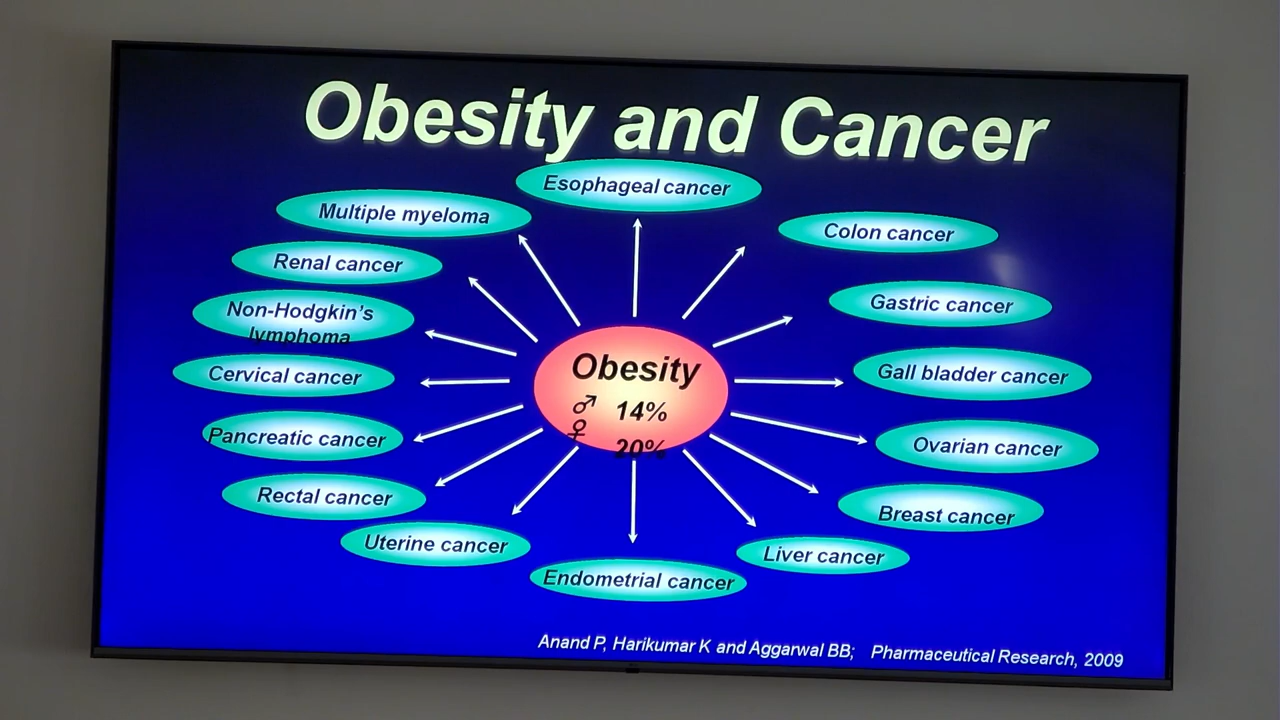 Obesity and Cancer
Esophageal cancer
Multiple myeloma
Colon cancer
Renal cancer
Gastric cancer
Non-Hodgkin's
lymphoma
Obesity
♂ 14%
♀ 20%
Cervical cancer
Gall bladder cancer
Pancreatic cancer
Ovarian cancer
Rectal cancer
Breast cancer
Uterine cancer
Liver cancer
Endometrial cancer
Anand P, Harikumar K and Aggarwal BB; Pharmaceutical Research, 2009